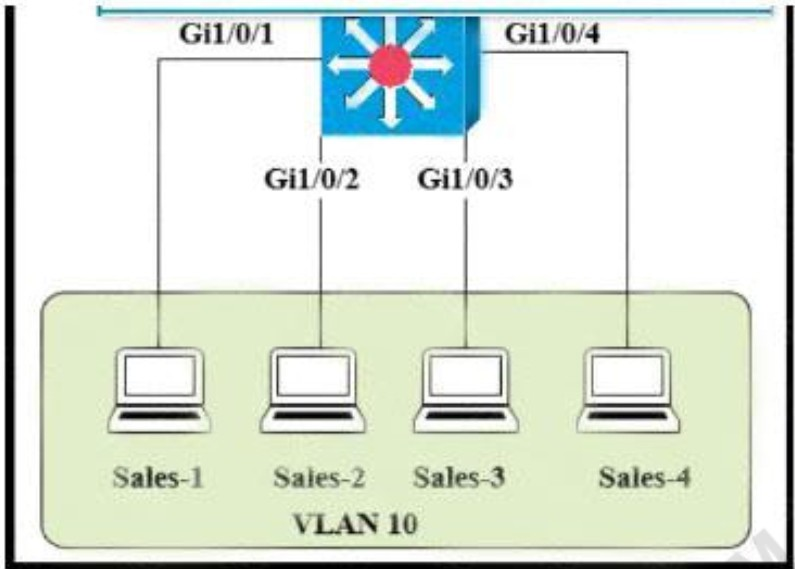 Gi1/0/1 Gi1/0/4
Gi1/0/2 Gi1/0/3
Sales-1 Sales-2 Sales-3 Sales-4
VLAN 10